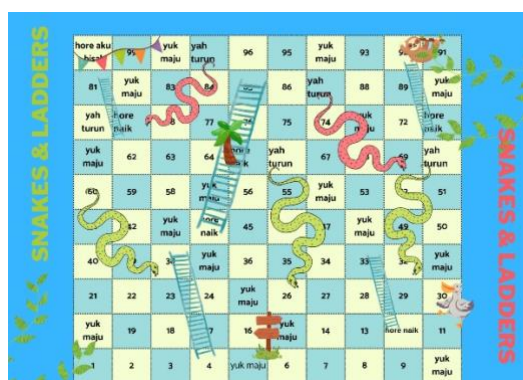 SNAKES & LADDERS
hore aku bisa
99
yuk maju
yah turun
96
95
yuk maju
93
91
81
yuk maju
83
84
86
yah turun
88
89
yuk maju
yah turun
hore naik
77
75
74
yuk maju
72
hore naik
yuk maju
62
63
64
yah turun
67
69
yah turun
60
59
58
yuk maju
56
55
yuk maju
53
51
yuk maju
hore naik
45
yuk maju
49
50
40
yuk maju
36
35
34
33
yuk maju
21
22
23
24
yuk maju
26
27
28
29
30
yuk maju
19
18
16
yuk maju
14
13
hore naik
11
1
2
3
4
yuk maju
6
7
8
9
yuk maju
SNAKES & LADDERS